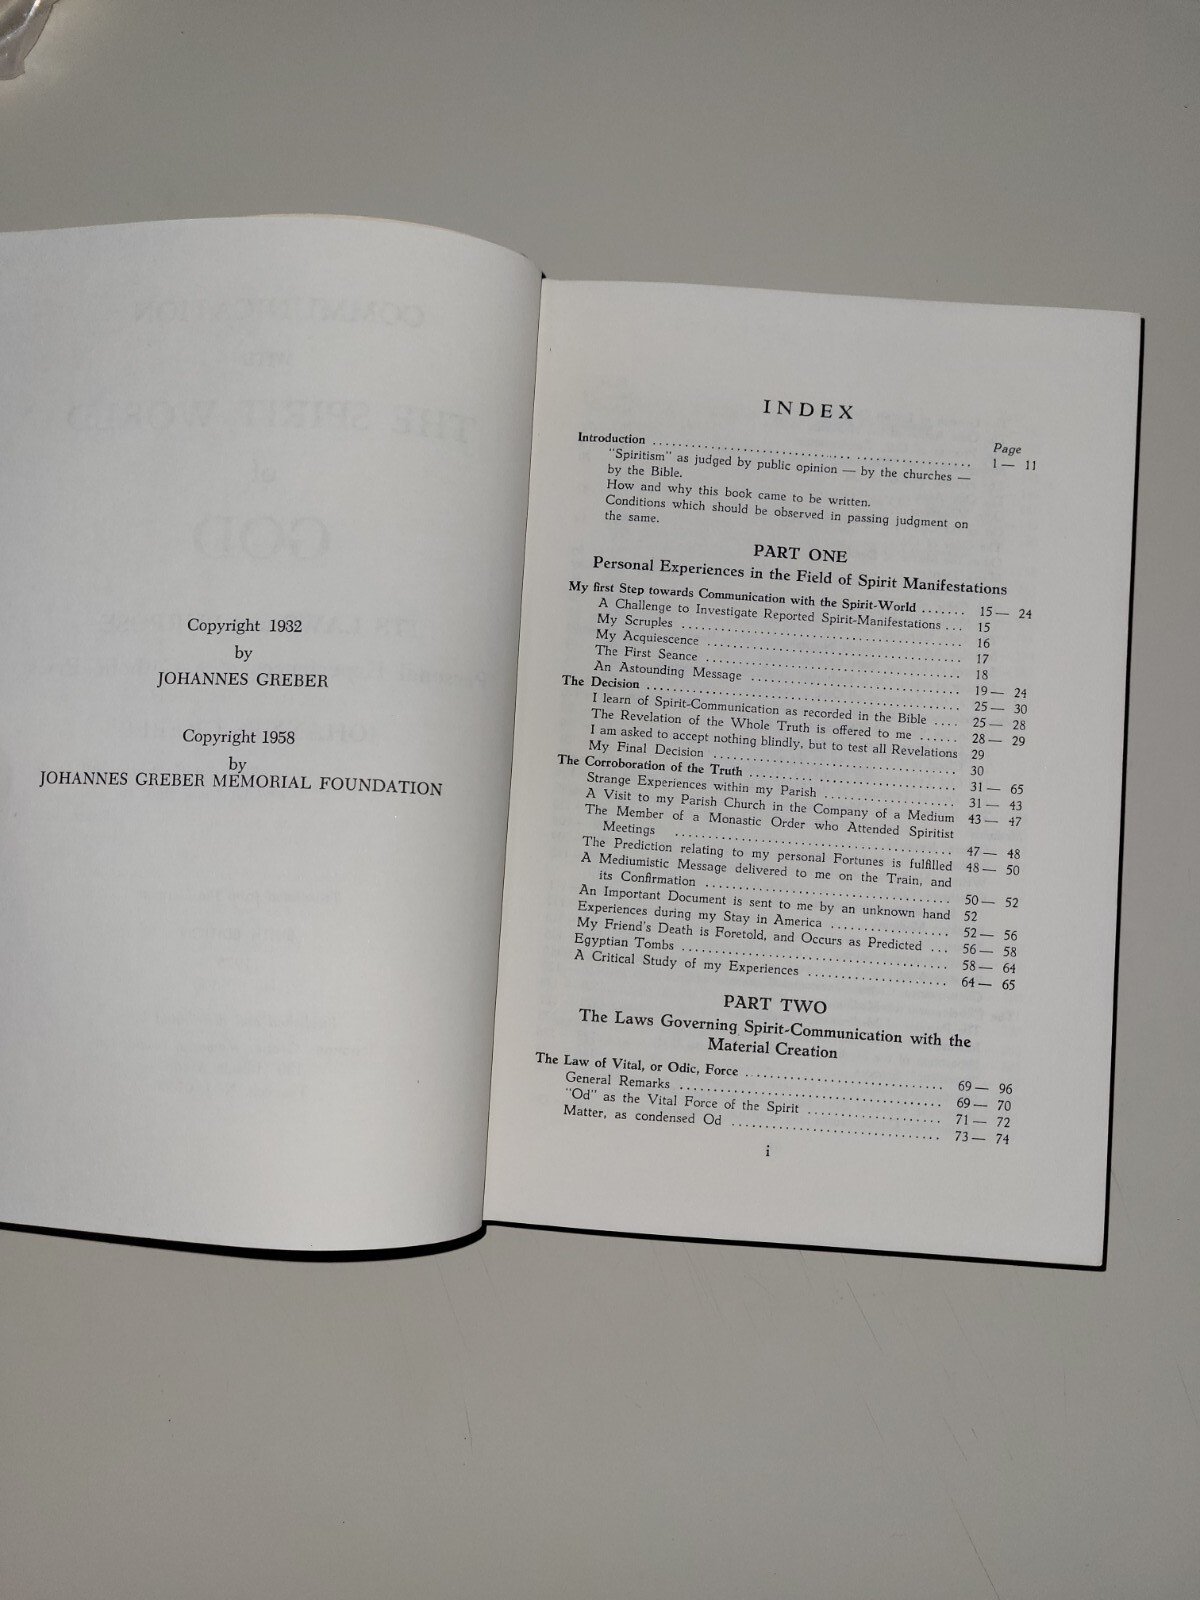 Copyright 1932
by
JOHANNES GREBER
Copyright 1958
by
JOHANNES GREBER MEMORIAL FOUNDATION
INDEX
Page
Introduction ........................................ 1 — 11
"Spiritism" as judged by public opinion — by the churches —
by the Bible.
How and why this book came to be written.
Conditions which should be observed in passing judgment on
the same.
PART ONE
Personal Experiences in the Field of Spirit Manifestations
My first Step towards Communication with the Spirit-World ....... 15 — 24
A Challenge to Investigate Reported Spirit-Manifestations ... 15
My Scruples ........................................ 16
My Acquiescence ........................................ 17
The First Seance ........................................ 18
An Astounding Message ................................ 19 — 24
The Decision ........................................ 25 — 30
I learn of Spirit-Communication as recorded in the Bible .... 25 — 28
The Revelation of the Whole Truth is offered to me ...... 28 — 29
I am asked to accept nothing blindly, but to test all Revelations 29
My Final Decision ........................................ 30
The Corroboration of the Truth ................................ 31 — 65
Strange Experiences within my Parish .................... 31 — 43
A Visit to my Parish Church in the Company of a Medium 43 — 47
The Member of a Monastic Order who Attended Spiritist
Meetings ........................................ 47 — 48
The Prediction relating to my personal Fortunes is fulfilled 48 — 50
A Mediumistic Message delivered to me on the Train, and
its Confirmation ................................ 50 — 52
An Important Document is sent to me by an unknown hand 52
Experiences during my Stay in America .................. 52 — 56
My Friend's Death is Foretold, and Occurs as Predicted ... 56 — 58
Egyptian Tombs ........................................ 58 — 64
A Critical Study of my Experiences ..................... 64 — 65
PART TWO
The Laws Governing Spirit-Communication with the
Material Creation
The Law of Vital, or Odic, Force .............................. 69 — 96
General Remarks ........................................ 69 — 70
"Od" as the Vital Force of the Spirit .................... 71 — 72
Matter, as condensed Od ................................ 73 — 74
i